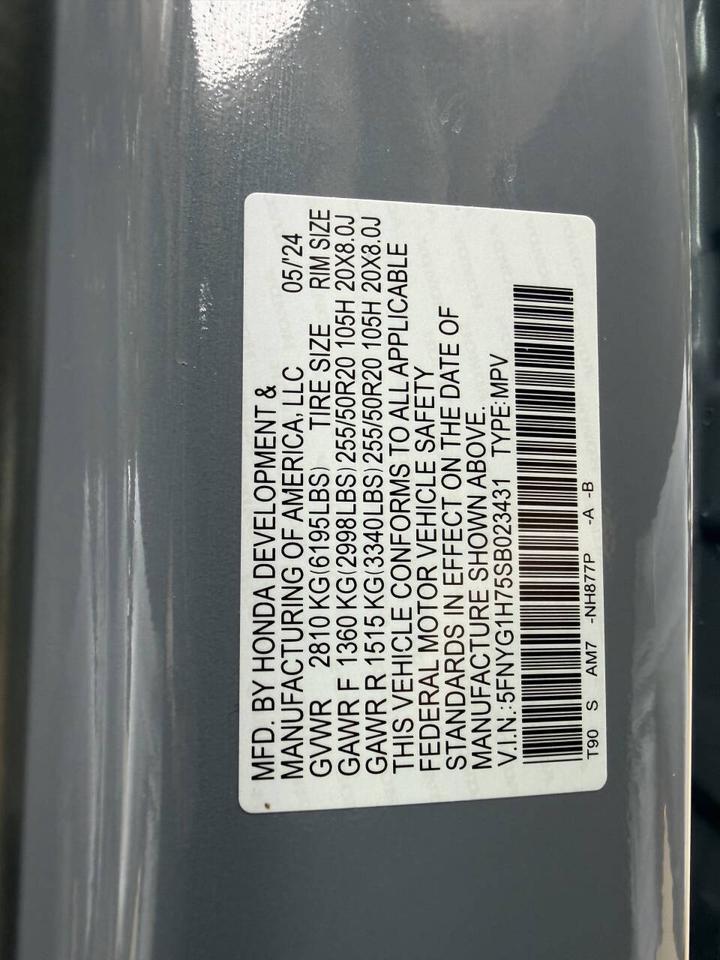 MFD. BY HONDA DEVELOPMENT &
MANUFACTURING OF AMERICA, LLC 05/'24
GVWR 2810 KG(6195LBS) TIRE SIZE RIM SIZE
GAWR F 1360 KG(2998LBS)255/50R20 105H 20X8.0J
GAWR R 1515 KG(3340LBS)255/50R20 105H 20X8.0J
THIS VEHICLE CONFORMS TO ALL APPLICABLE
FEDERAL MOTOR VEHICLE SAFETY
STANDARDS IN EFFECT ON THE DATE OF
MANUFACTURE SHOWN ABOVE.
V.I.N.:5FNYG1H75SB023431 TYPE:MPV
T90 S AM7 -NH877P -A -B